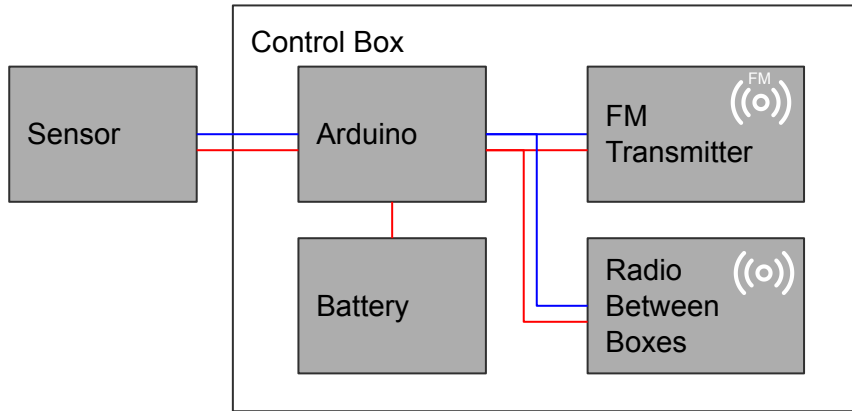 Control Box
Sensor
Arduino
FM
FM
Transmitter
Battery
Radio
Between
Boxes